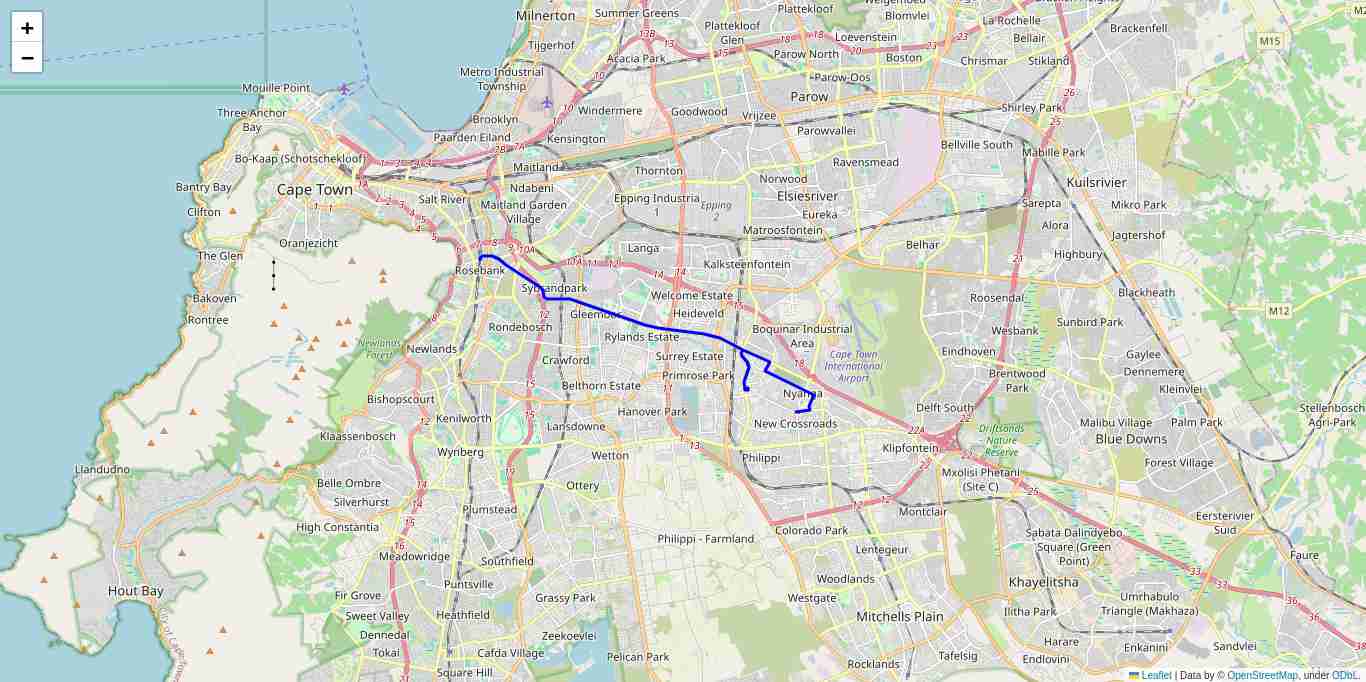 +
−
Milnerton
Summer Greens
Plattekloof
Blomvlei
La Rochelle
Brackenfell
M15
Tijgerhof
Plattekloof
Glen
Loevenstein
Bellair
Acacia Park
Parow North
Boston
Chrismar
Stikland
Metro Industrial
Township
Parow-Oos
Mouille Point
Parow
Shirley Park
Three Anchor
Bay
Windermere
Goodwood
Vrijzee
Brooklyn
Paarden Eiland
Kensington
Parowvallei
Bellville South
Mabille Park
Bo-Kaap (Schotschekloof)
Maitland
Thornton
Ravensmead
Bantry Bay
Cape Town
Ndabeni
Norwood
Kuilsrivier
Salt River
Maitland Garden
Village
Epping Industria
1
Epping
2
Elsiesrivier
Eureka
Sarepta
Mikro Park
Clifton
Matroosfontein
Alora
Jagtershof
Oranjezicht
Langa
Belhar
Highbury
The Glen
Rosebank
Kalksteenfontein
Sybrandpark
Welcome Estate
Roosendal
Blackheath
Bakoven
Rontree
Gleemoor
Heideveld
M12
Rondebosch
Rylands Estate
Boquinar Industrial
Area
Wesbank
Sunbird Park
Newlands
Forest
Newlands
Crawford
Surrey Estate
Cape Town
International
Airport
Eindhoven
Gaylee
Dennemere
Primrose Park
Brentwood
Park
Kleinvlei
Belthorn Estate
Nyanga
Bishopscourt
Hanover Park
Delft South
Stellenbosch
Agri-Park
Kenilworth
Lansdowne
New Crossroads
Driftsands
Nature
Reserve
Malibu Village
Palm Park
Klaassenbosch
Blue Downs
Wynberg
Wetton
Philippi
Klipfontein
Llandudno
Mxolisi Phetani
(Site C)
Forest Village
Belle Ombre
Ottery
Silverhurst
Plumstead
Montclair
Eersterivier
Suid
High Constantia
Philippi - Farmland
Colorado Park
Sabata Dalindyebo
Square (Green
Point)
Meadowridge
Southfield
Lentegeur
Faure
Hout Bay
Puntsville
Woodlands
Khayelitsha
Fir Grove
Grassy Park
Westgate
Umrhabulo
Triangle (Makhaza)
Sweet Valley
Heathfield
Mitchells Plain
Ilitha Park
Dennedal
Zeekoevlei
Harare
Tokai
Cafda Village
Pelican Park
Tafelsig
Enkanini
Sandvlei
Square Hill
Rocklands
Endlovini
Leaflet | Data by © OpenStreetMap, under ODbL.